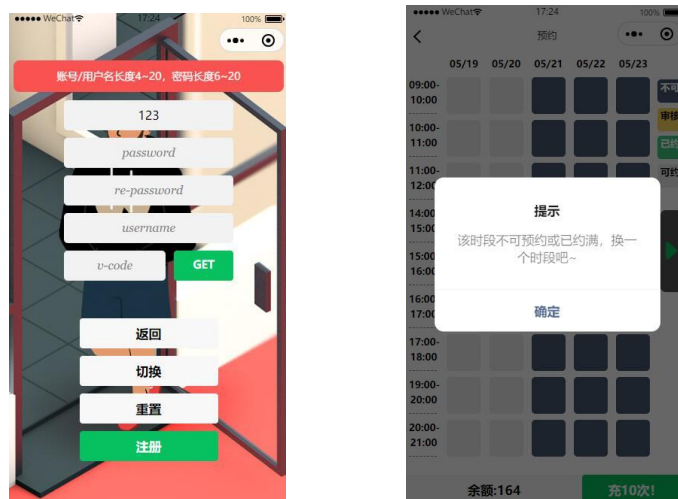 WeChat
17:24
100%
账号/用户名长度4~20，密码长度6~20
123
password
re-password
username
v-code
GET
返回
切换
重置
注册
WeChat
17:24
100%
预约
05/19 05/20 05/21 05/22 05/23
09:00-
10:00
不可
10:00-
11:00
审核
已约
11:00-
12:00
可约
14:00
15:00
15:00
16:00
16:00
17:00
17:00-
18:00
19:00-
20:00
20:00-
21:00
提示
该时段不可预约或已约满，换一
个时段吧~
确定
余额:164
充10次!